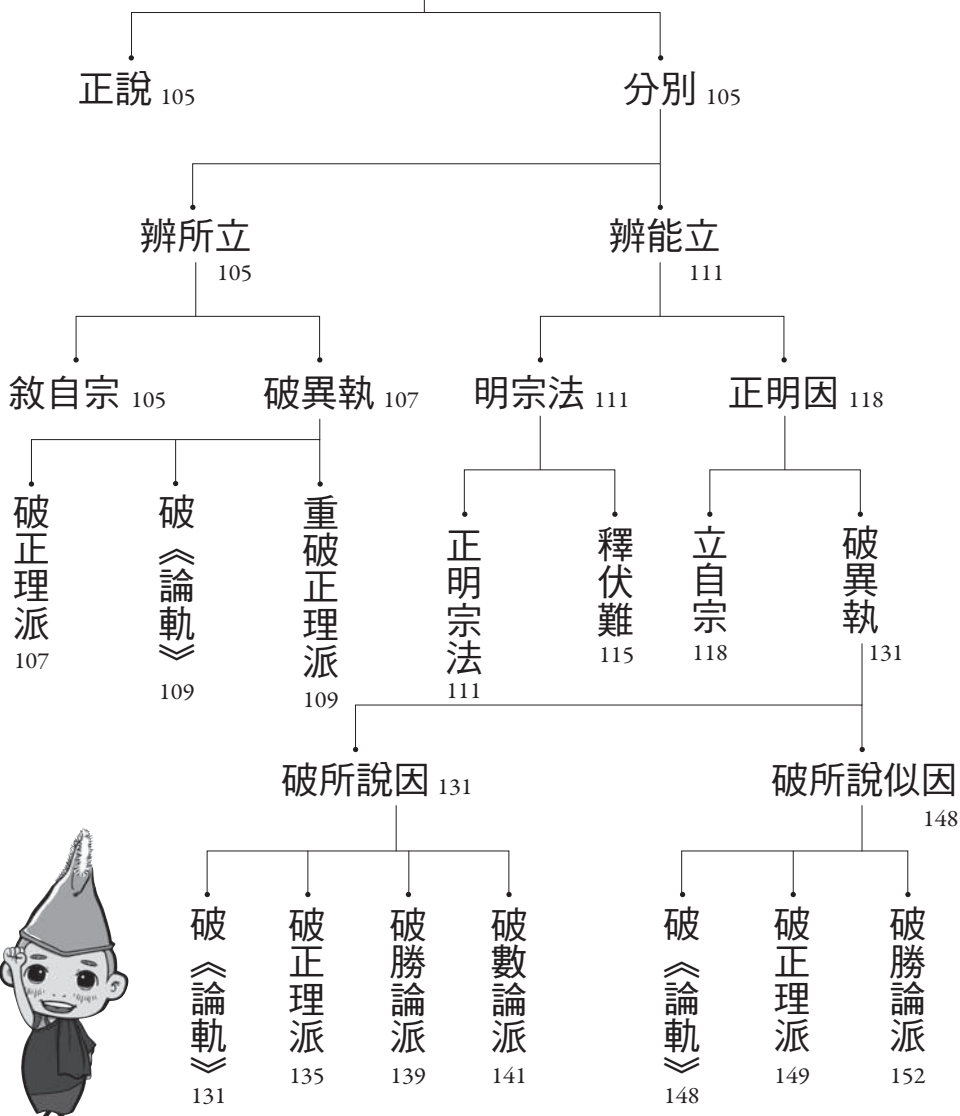 正說 105
分別 105
辨所立 105
辨能立 111
敘自宗 105
破異執 107
明宗法 111
正明因 118
破正理派 107
破《論軌》 109
重破正理派 109
正明宗法 111
釋伏難 115
立自宗 118
破異執 131
破所說因 131
破所說似因 148
破《論軌》 131
破正理派 135
破勝論派 139
破數論派 141
破《論軌》 148
破正理派 149
破勝論派 152